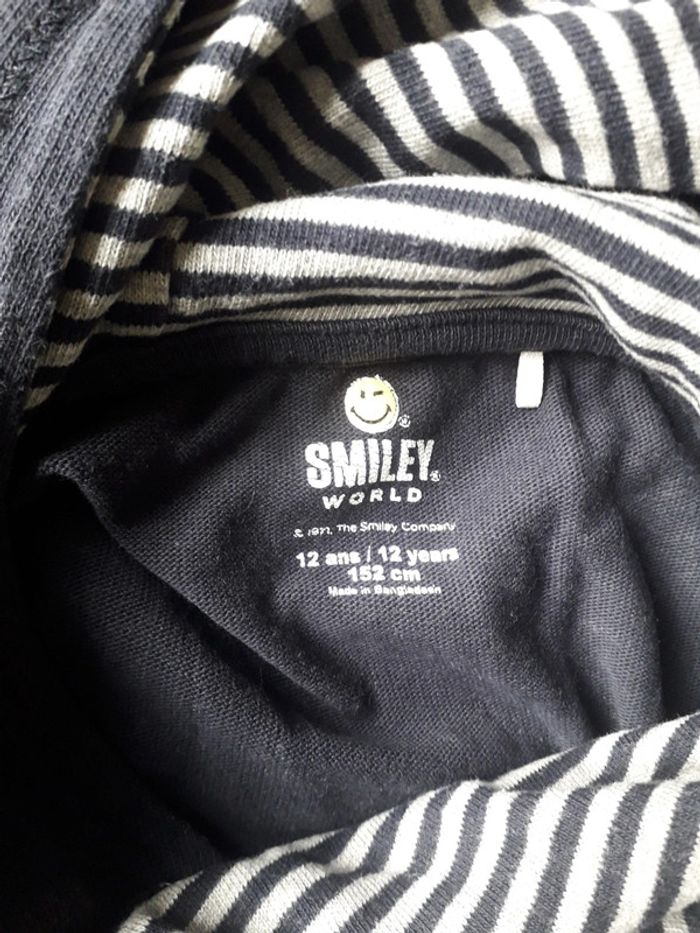 SMILEY®
WORLD
© 1971, The Smiley Company
12 ans / 12 years
152 cm
Made in Bangladesh